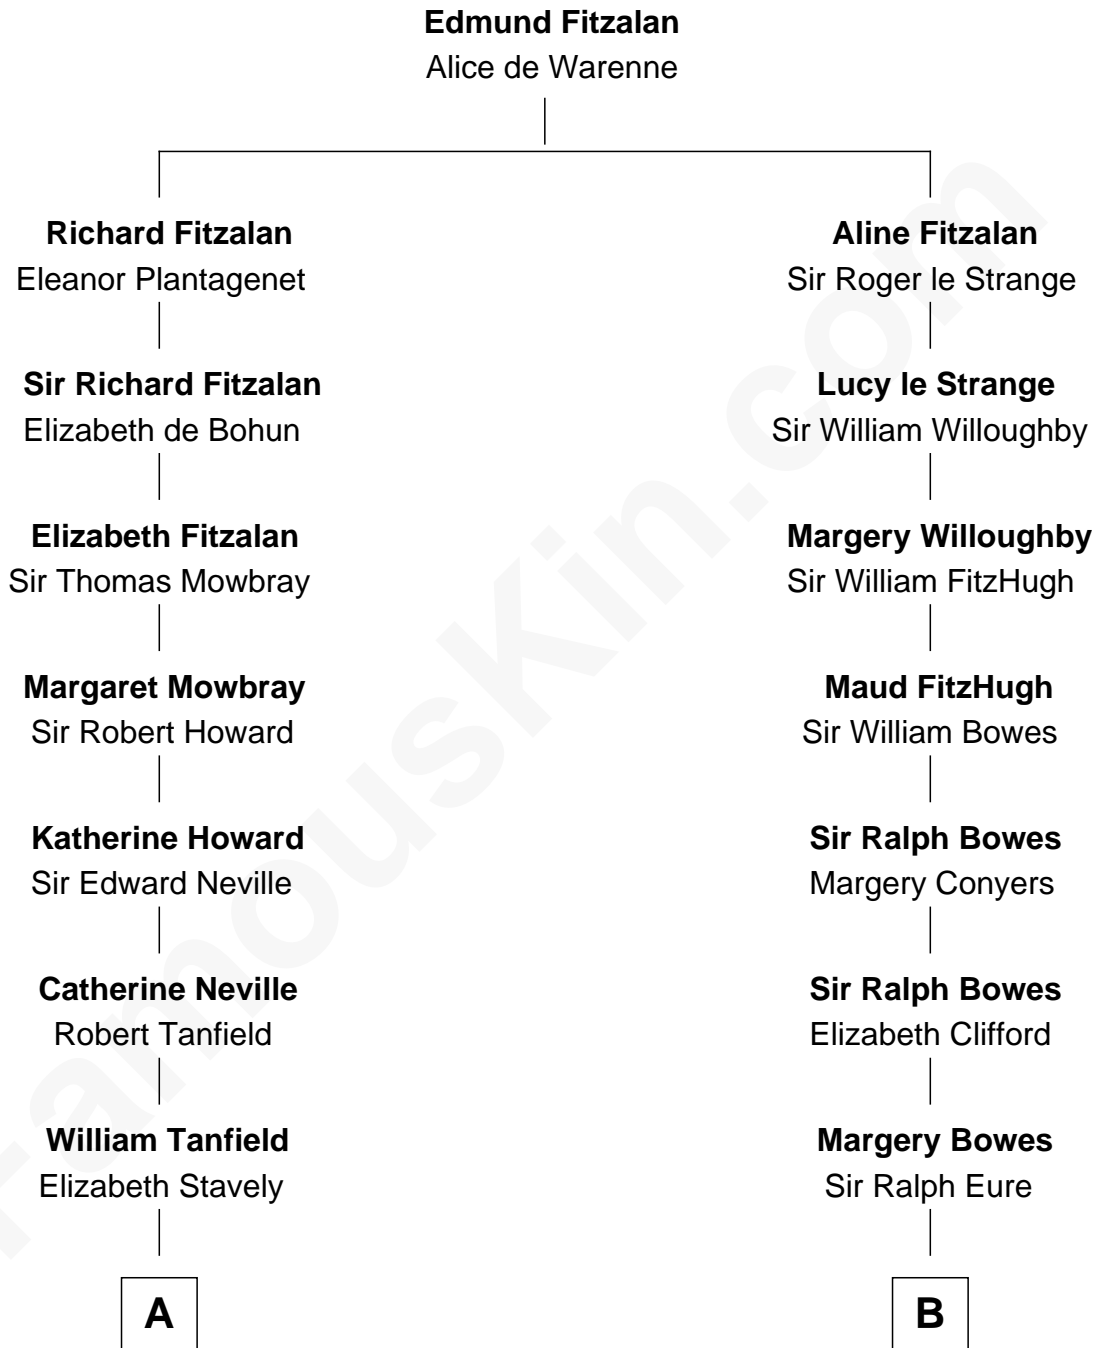 Edmund Fitzalan
Alice de Warenne
Richard Fitzalan
Eleanor Plantagenet
Aline Fitzalan
Sir Roger le Strange
Sir Richard Fitzalan
Elizabeth de Bohun
Lucy le Strange
Sir William Willoughby
Elizabeth Fitzalan
Sir Thomas Mowbray
Margery Willoughby
Sir William FitzHugh
Margaret Mowbray
Sir Robert Howard
Maud FitzHugh
Sir William Bowes
Katherine Howard
Sir Edward Neville
Sir Ralph Bowes
Margery Conyers
Catherine Neville
Robert Tanfield
Sir Ralph Bowes
Elizabeth Clifford
William Tanfield
Elizabeth Stavely
Margery Bowes
Sir Ralph Eure
A
B
FamousKin.com